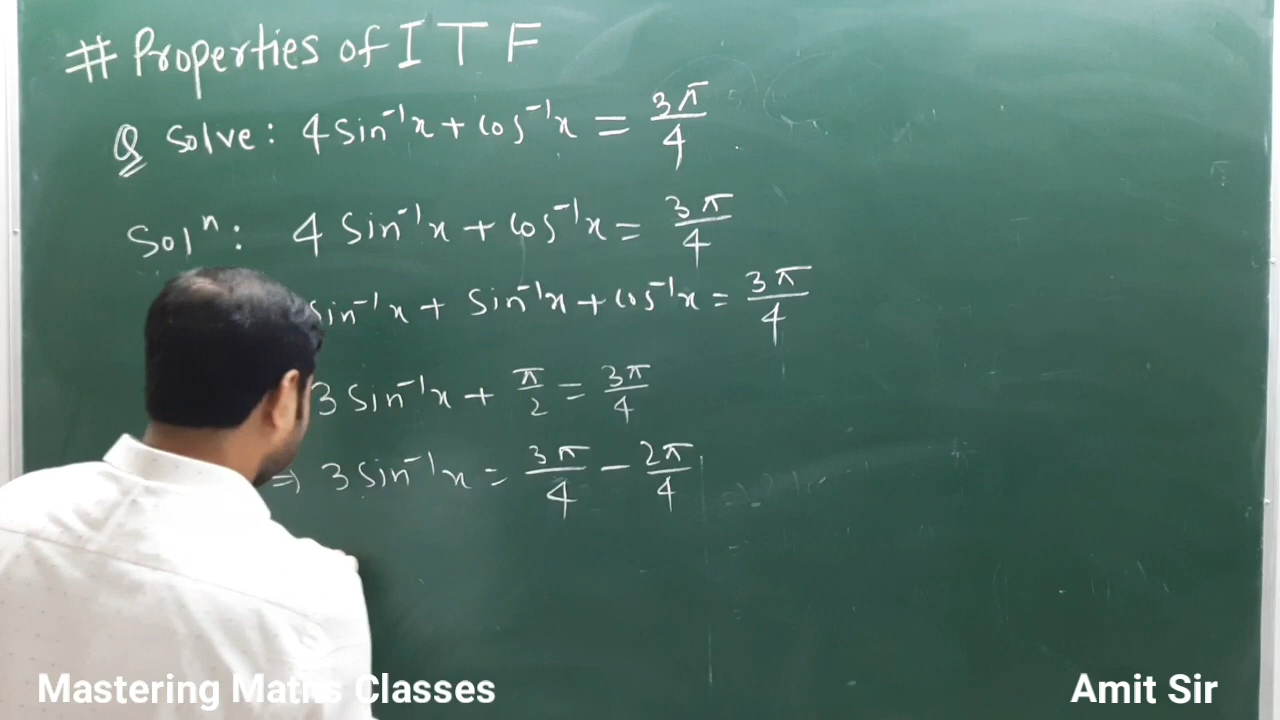 # Properties of I T F
Q Solve: 4 sin⁻¹x + cos⁻¹x = 3π/4
Solⁿ: 4 sin⁻¹x + cos⁻¹x = 3π/4
sin⁻¹x + sin⁻¹x + cos⁻¹x = 3π/4
3 sin⁻¹x + π/2 = 3π/4
⇒ 3 sin⁻¹x = 3π/4 - 2π/4
Mastering Maths Classes
Amit Sir